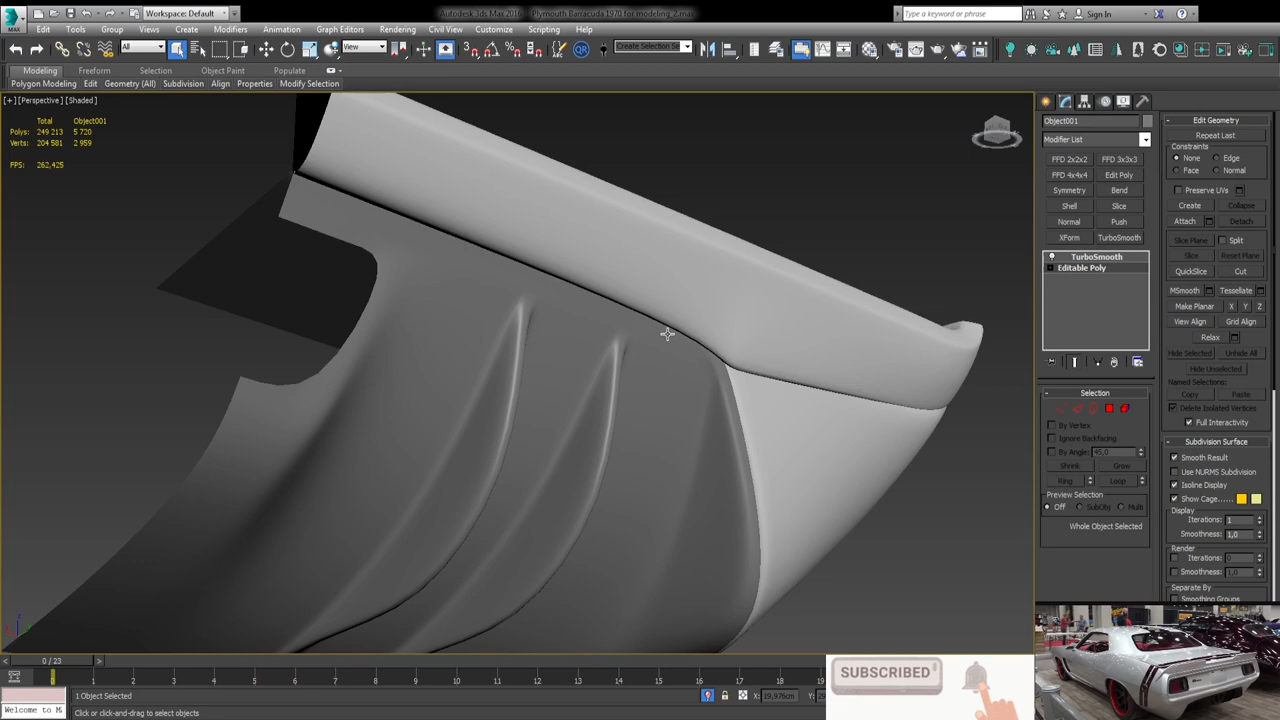 Autodesk 3ds Max 2016 Plymouth Barracuda 1970 for modeling_2.max
MAX
Workspace: Default
Type a keyword or phrase
Sign In
Edit Tools Group Views Create Modifiers Animation Graph Editors Rendering Civil View Customize Scripting Help
All
View
Create Selection Se
Modeling Freeform Selection Object Paint Populate
Polygon Modeling Edit Geometry (All) Subdivision Align Properties Modify Selection
[+] [Perspective] [Shaded]
Total Object001
Polys: 249 213 5 720
Verts: 204 581 2 959
FPS: 262,425
Object001
Modifier List
FFD 2x2x2 FFD 3x3x3
FFD 4x4x4 Edit Poly
Symmetry Bend
Shell Slice
Normal Push
XForm TurboSmooth
TurboSmooth
Editable Poly
Selection
By Vertex
Ignore Backfacing
By Angle: 45,0
Shrink Grow
Ring Loop
Preview Selection
Off SubObj Multi
Whole Object Selected
Edit Geometry
Repeat Last
Constraints
None Edge
Face Normal
Preserve UVs
Create Collapse
Attach Detach
Slice Plane Split
Slice Reset Plane
QuickSlice Cut
MSmooth Tessellate
Make Planar X Y Z
View Align Grid Align
Relax
Hide Selected Unhide All
Hide Unselected
Named Selections:
Copy Paste
Delete Isolated Vertices
Full Interactivity
Subdivision Surface
Smooth Result
Use NURMS Subdivision
Isoline Display
Show Cage......
Display
Iterations: 1
Smoothness: 1,0
Render
Iterations: 0
Smoothness: 1,0
Separate By
Smoothing Groups
0 / 23
0 1 2 3 4 5 6 7 8 9 10 11 12 13 14 15
SUBSCRIBED
1 Object Selected
X: 19,976cm Y:
Welcome to M
Click or click-and-drag to select objects